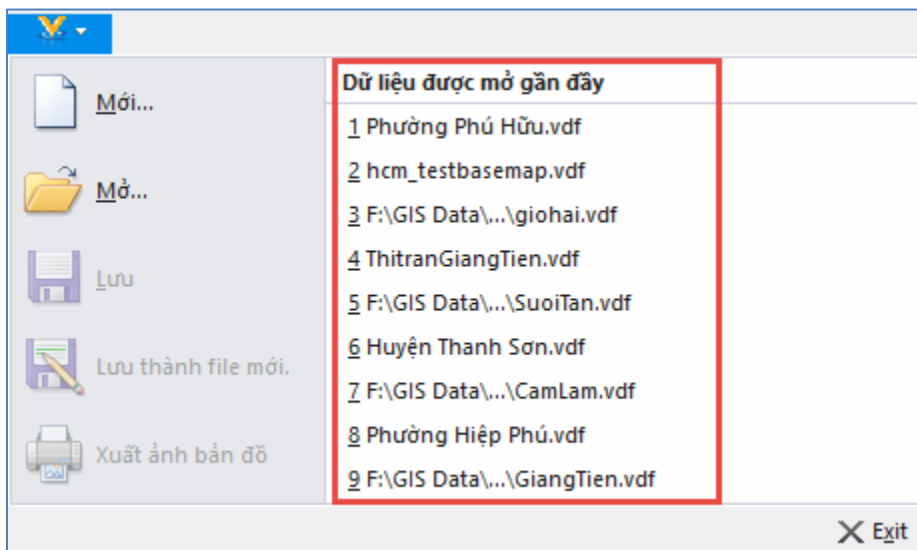 Mới...
Mở...
Lưu
Lưu thành file mới.
Xuất ảnh bản đồ
Dữ liệu được mở gần đầy
1 Phường Phú Hữu.vdf
2 hcm_testbasemap.vdf
3 F:\GIS Data\...\giohai.vdf
4 ThitranGiangTien.vdf
5 F:\GIS Data\...\SuoiTan.vdf
6 Huyện Thanh Sơn.vdf
7 F:\GIS Data\...\CamLam.vdf
8 Phường Hiệp Phú.vdf
9 F:\GIS Data\...\GiangTien.vdf
Exit